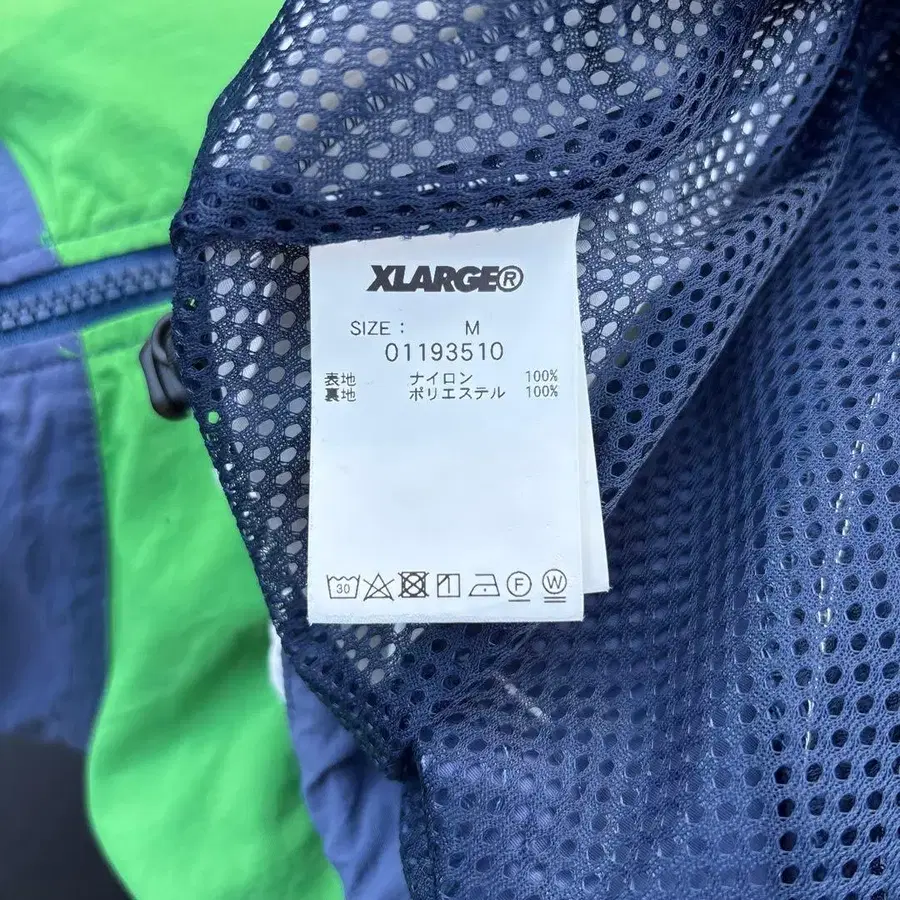 XLARGE®
SIZE : M
01193510
表地 ナイロン 100%
裏地 ポリエステル 100%
30 F W